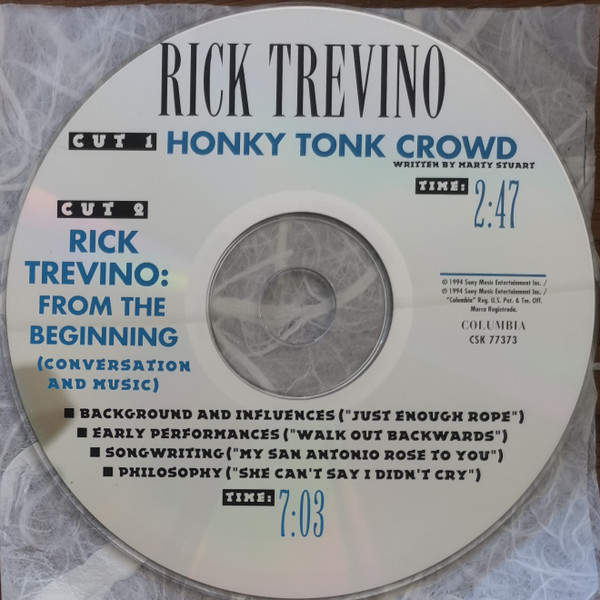 RICK TREVINO
CUT 1 HONKY TONK CROWD
WRITTEN BY MARTY STUART
TIME: 2:47
CUT 2
RICK
TREVINO:
FROM THE
BEGINNING
(CONVERSATION
AND MUSIC)
© 1994 Sony Music Entertainment Inc. /
℗ 1994 Sony Music Entertainment Inc. /
"Columbia" Reg. U.S. Pat. & Tm. Off.
Marca Registrada.
COLUMBIA
CSK 77373
■ BACKGROUND AND INFLUENCES ("JUST ENOUGH ROPE")
■ EARLY PERFORMANCES ("WALK OUT BACKWARDS")
■ SONGWRITING ("MY SAN ANTONIO ROSE TO YOU")
■ PHILOSOPHY ("SHE CAN'T SAY I DIDN'T CRY")
TIME: 7:03